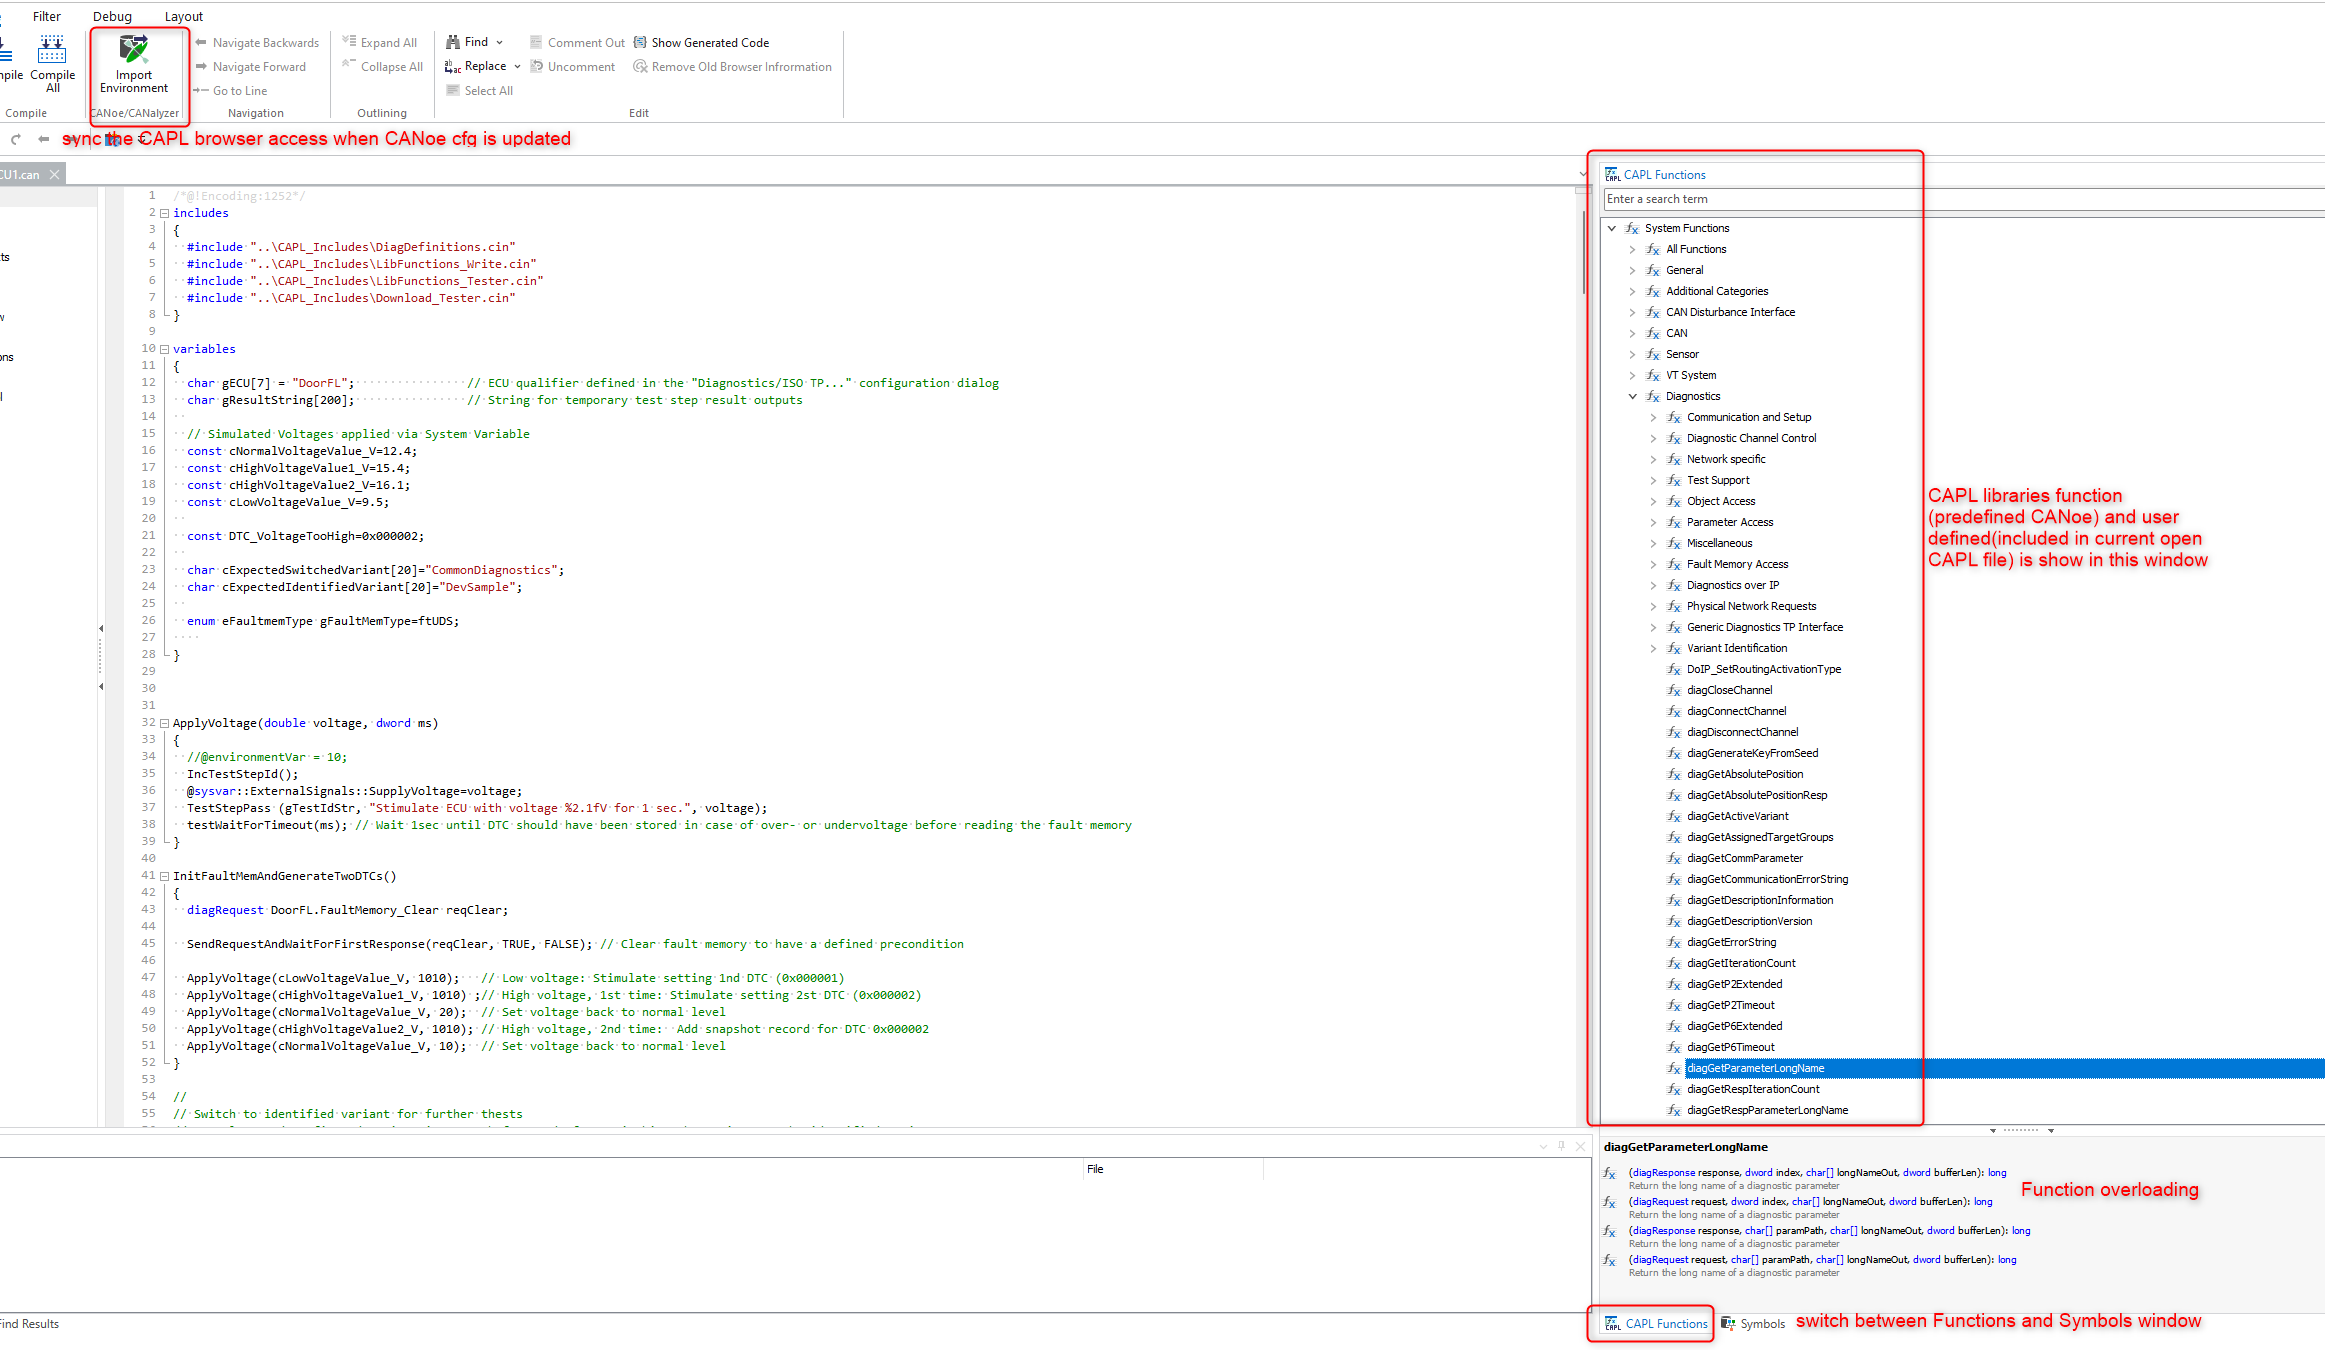 Filter Debug Layout
Compile All
Compile
Import Environment
CANoe/CANalyzer
Navigate Backwards
Navigate Forward
Go to Line
Navigation
Expand All
Collapse All
Outlining
Find
Replace
Select All
Comment Out
Uncomment
Show Generated Code
Remove Old Browser Infrormation
Edit
sync the CAPL browser access when CANoe cfg is updated
CU1.can
1 /*@!Encoding:1252*/
2 includes
3 {
4 #include "..\CAPL_Includes\DiagDefinitions.cin"
5 #include "..\CAPL_Includes\LibFunctions_Write.cin"
6 #include "..\CAPL_Includes\LibFunctions_Tester.cin"
7 #include "..\CAPL_Includes\Download_Tester.cin"
8 }
9
10 variables
11 {
12 char gECU[7] = "DoorFL"; // ECU qualifier defined in the "Diagnostics/ISO TP..." configuration dialog
13 char gResultString[200]; // String for temporary test step result outputs
14
15 // Simulated Voltages applied via System Variable
16 const cNormalVoltageValue_V=12.4;
17 const cHighVoltageValue1_V=15.4;
18 const cHighVoltageValue2_V=16.1;
19 const cLowVoltageValue_V=9.5;
20
21 const DTC_VoltageTooHigh=0x000002;
22
23 char cExpectedSwitchedVariant[20]="CommonDiagnostics";
24 char cExpectedIdentifiedVariant[20]="DevSample";
25
26 enum eFaultmemType gFaultMemType=ftUDS;
27
28 }
29
30
31
32 ApplyVoltage(double voltage, dword ms)
33 {
34 //@environmentVar = 10;
35 IncTestStepId();
36 @sysvar::ExternalSignals::SupplyVoltage=voltage;
37 TestStepPass (gTestIdStr, "Stimulate ECU with voltage %2.1fV for 1 sec.", voltage);
38 testWaitForTimeout(ms); // Wait 1sec until DTC should have been stored in case of over- or undervoltage before reading the fault memory
39 }
40
41 InitFaultMemAndGenerateTwoDTCs()
42 {
43 diagRequest DoorFL.FaultMemory_Clear reqClear;
44
45 SendRequestAndWaitForFirstResponse(reqClear, TRUE, FALSE); // Clear fault memory to have a defined precondition
46
47 ApplyVoltage(cLowVoltageValue_V, 1010); // Low voltage: Stimulate setting 1nd DTC (0x000001)
48 ApplyVoltage(cHighVoltageValue1_V, 1010) ;// High voltage, 1st time: Stimulate setting 2st DTC (0x000002)
49 ApplyVoltage(cNormalVoltageValue_V, 20); // Set voltage back to normal level
50 ApplyVoltage(cHighVoltageValue2_V, 1010); // High voltage, 2nd time: Add snapshot record for DTC 0x000002
51 ApplyVoltage(cNormalVoltageValue_V, 10); // Set voltage back to normal level
52 }
53
54 //
55 // Switch to identified variant for further thests
CAPL Functions
Enter a search term
System Functions
All Functions
General
Additional Categories
CAN Disturbance Interface
CAN
Sensor
VT System
Diagnostics
Communication and Setup
Diagnostic Channel Control
Network specific
Test Support
Object Access
Parameter Access
Miscellaneous
Fault Memory Access
Diagnostics over IP
Physical Network Requests
Generic Diagnostics TP Interface
Variant Identification
DoIP_SetRoutingActivationType
diagCloseChannel
diagConnectChannel
diagDisconnectChannel
diagGenerateKeyFromSeed
diagGetAbsolutePosition
diagGetAbsolutePositionResp
diagGetActiveVariant
diagGetAssignedTargetGroups
diagGetCommParameter
diagGetCommunicationErrorString
diagGetDescriptionInformation
diagGetDescriptionVersion
diagGetErrorString
diagGetIterationCount
diagGetP2Extended
diagGetP2Timeout
diagGetP6Extended
diagGetP6Timeout
diagGetParameterLongName
diagGetRespIterationCount
diagGetRespParameterLongName
CAPL libraries function
(predefined CANoe) and user
defined(included in current open
CAPL file) is show in this window
diagGetParameterLongName
(diagResponse response, dword index, char[] longNameOut, dword bufferLen): long
Return the long name of a diagnostic parameter
(diagRequest request, dword index, char[] longNameOut, dword bufferLen): long
Return the long name of a diagnostic parameter
(diagResponse response, char[] paramPath, char[] longNameOut, dword bufferLen): long
Return the long name of a diagnostic parameter
(diagRequest request, char[] paramPath, char[] longNameOut, dword bufferLen): long
Return the long name of a diagnostic parameter
Function overloading
File
Find Results
CAPL Functions
Symbols
switch between Functions and Symbols window